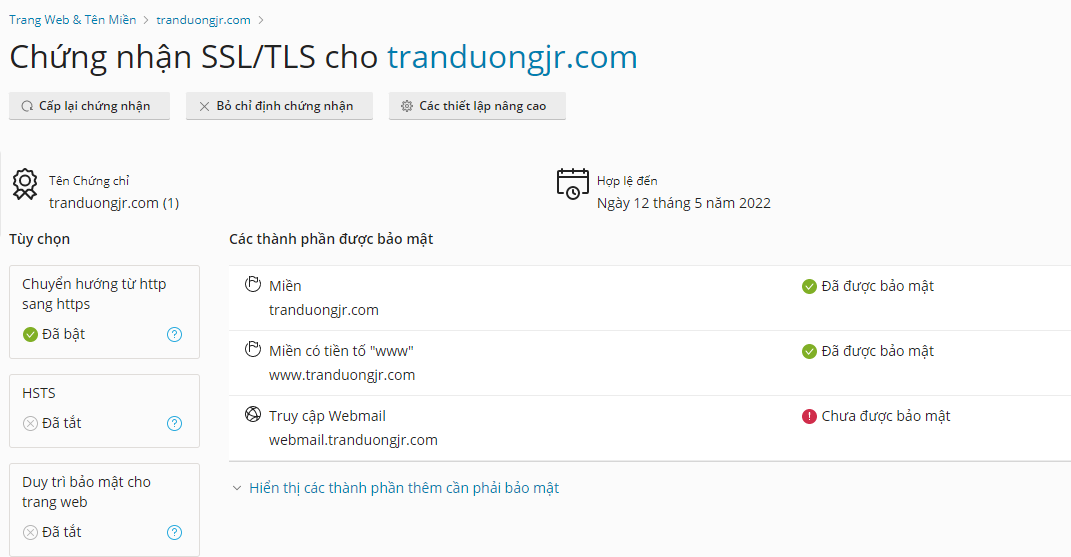 Trang Web & Tên Miền > tranduongjr.com >
Chứng nhận SSL/TLS cho tranduongjr.com
Cấp lại chứng nhận
Bỏ chỉ định chứng nhận
Các thiết lập nâng cao
Tên Chứng chỉ
tranduongjr.com (1)
Hợp lệ đến
Ngày 12 tháng 5 năm 2022
Tùy chọn
Chuyển hướng từ http
sang https
Đã bật
HSTS
Đã tắt
Duy trì bảo mật cho
trang web
Đã tắt
Các thành phần được bảo mật
Miền
tranduongjr.com
Đã được bảo mật
Miền có tiền tố "www"
www.tranduongjr.com
Đã được bảo mật
Truy cập Webmail
webmail.tranduongjr.com
Chưa được bảo mật
Hiển thị các thành phần thêm cần phải bảo mật